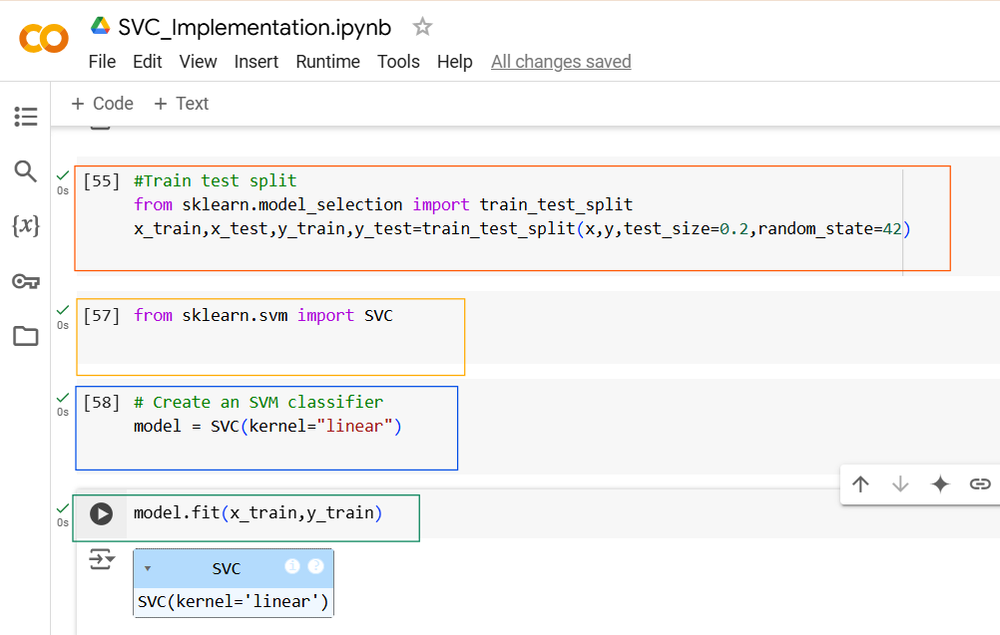 SVC_Implementation.ipynb
File Edit View Insert Runtime Tools Help All changes saved
+ Code + Text
0s
[55] #Train test split
from sklearn.model_selection import train_test_split
x_train,x_test,y_train,y_test=train_test_split(x,y,test_size=0.2,random_state=42)
0s
[57] from sklearn.svm import SVC
0s
[58] # Create an SVM classifier
model = SVC(kernel="linear")
0s
model.fit(x_train,y_train)
SVC i ?
SVC(kernel='linear')
{x}